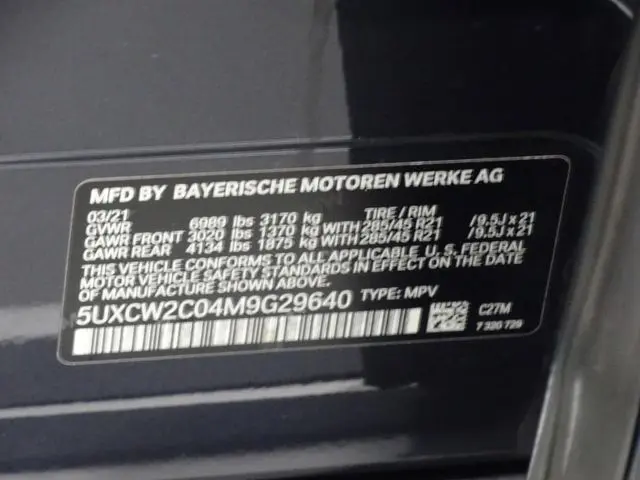 MFD BY BAYERISCHE MOTOREN WERKE AG
03/21 TIRE / RIM
GVWR 6989 lbs 3170 kg
GAWR FRONT 3020 lbs 1370 kg WITH 285/45 R21 /9.5J x 21
GAWR REAR 4134 lbs 1875 kg WITH 285/45 R21 /9.5J x 21
THIS VEHICLE CONFORMS TO ALL APPLICABLE U.S. FEDERAL
MOTOR VEHICLE SAFETY STANDARDS IN EFFECT ON THE DATE
OF MANUFACTURE SHOWN ABOVE.
5UXCW2C04M9G29640 TYPE: MPV
C27M
7 320 729